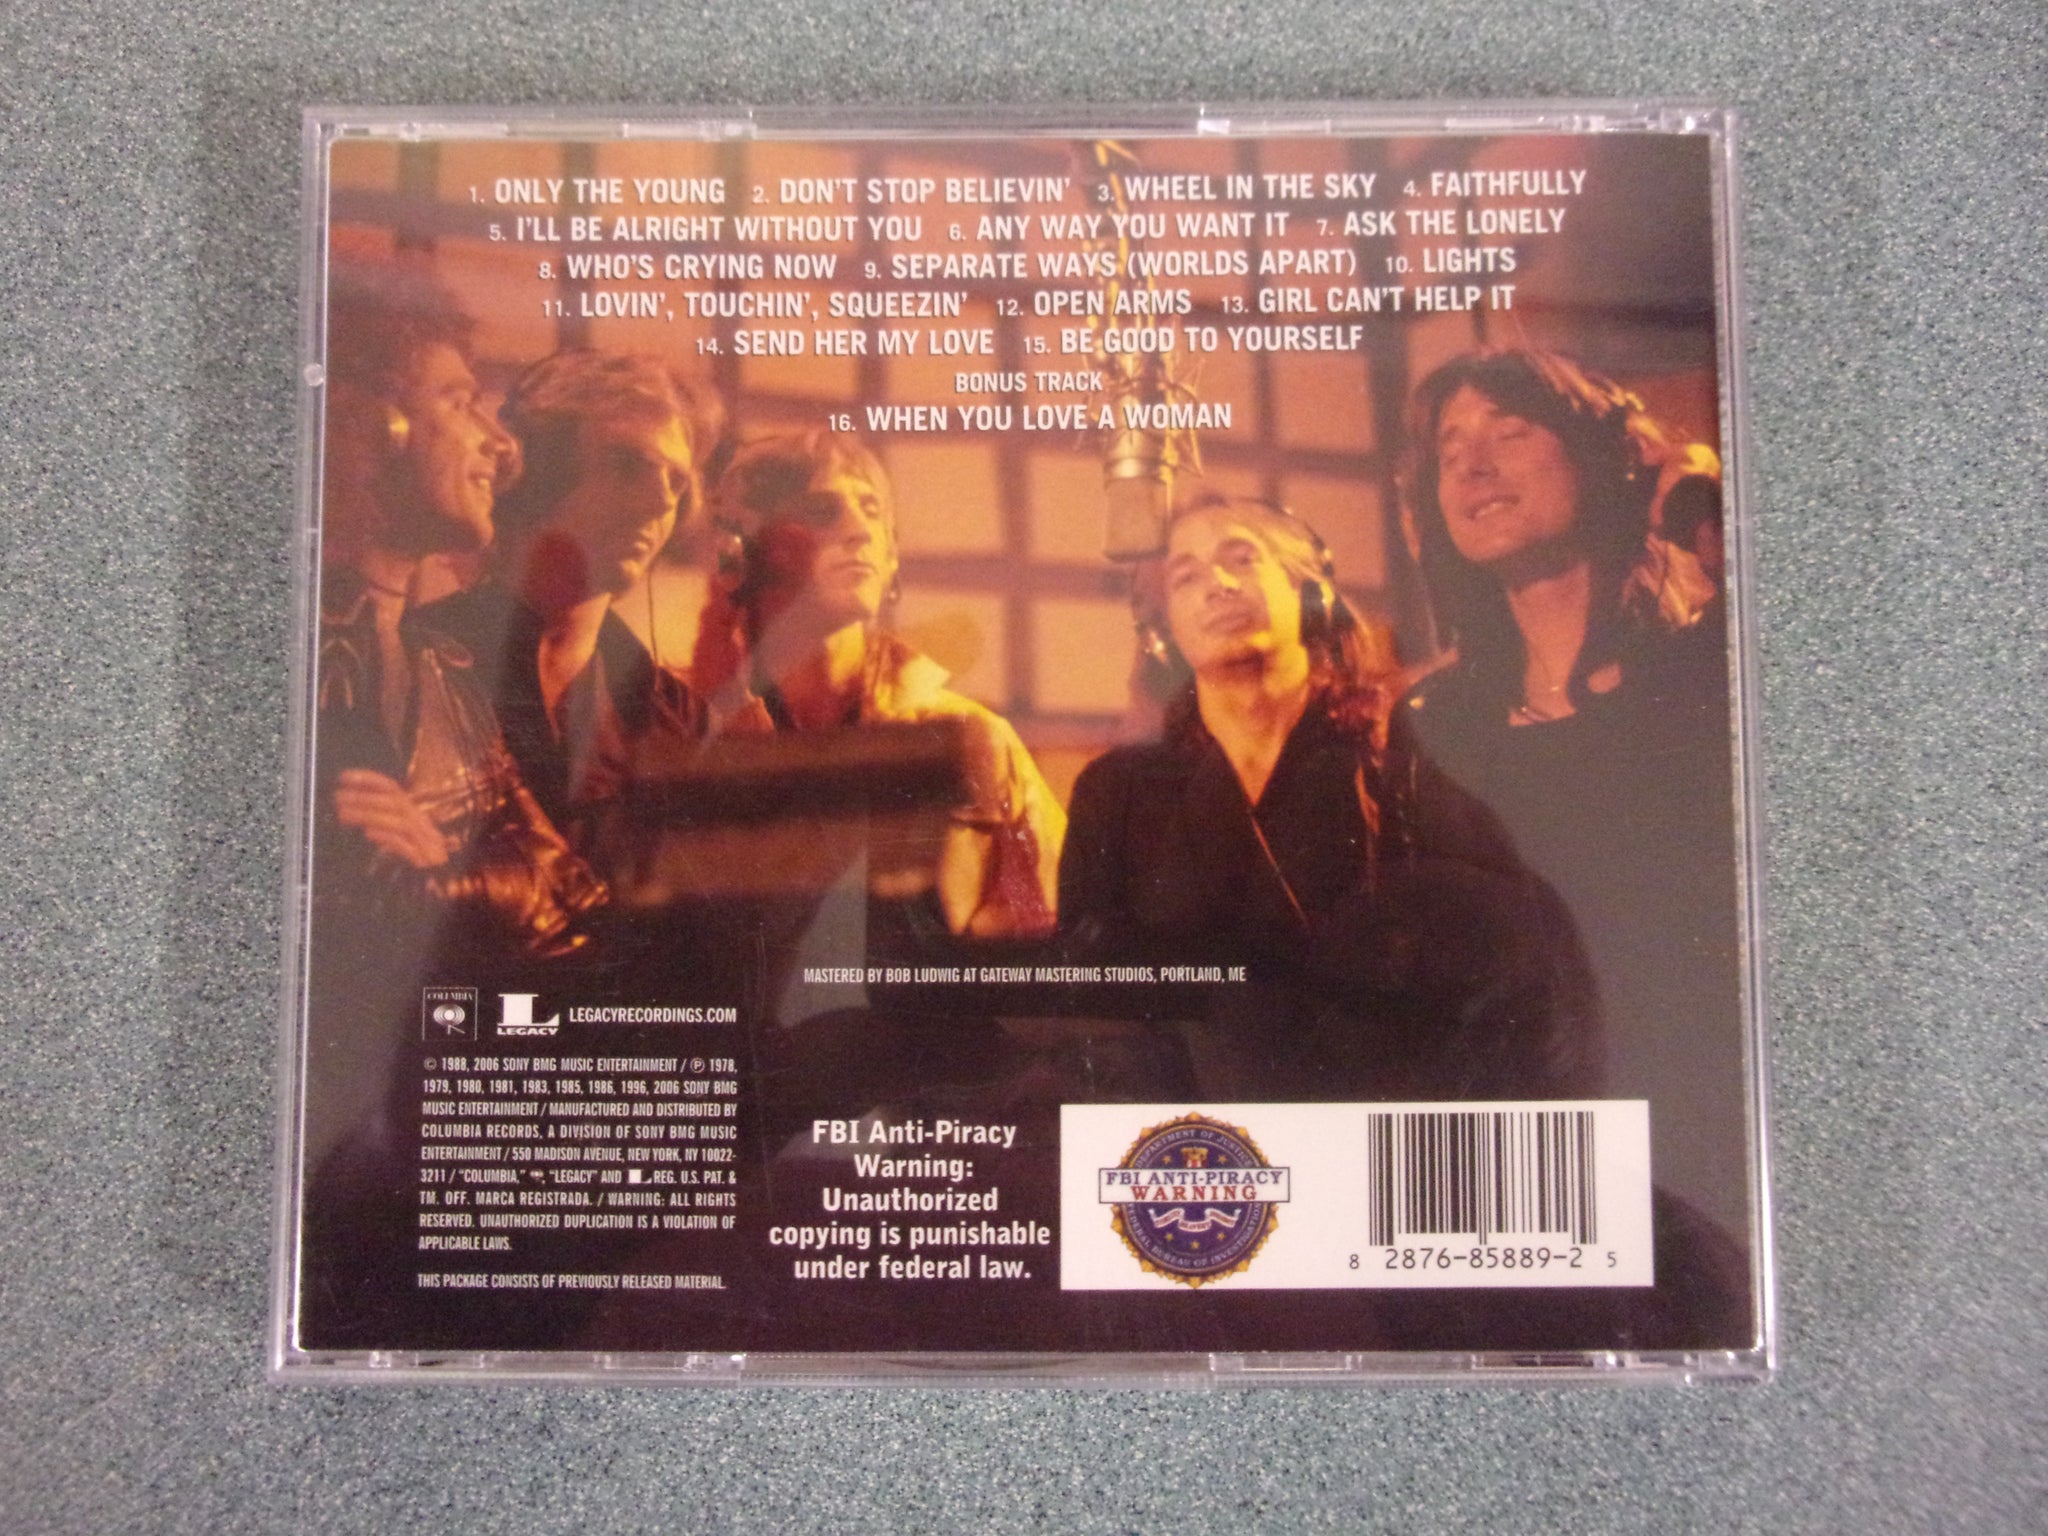 1. ONLY THE YOUNG 2. DON'T STOP BELIEVIN' 3. WHEEL IN THE SKY 4. FAITHFULLY
5. I'LL BE ALRIGHT WITHOUT YOU 6. ANY WAY YOU WANT IT 7. ASK THE LONELY
8. WHO'S CRYING NOW 9. SEPARATE WAYS (WORLDS APART) 10. LIGHTS
11. LOVIN', TOUCHIN', SQUEEZIN' 12. OPEN ARMS 13. GIRL CAN'T HELP IT
14. SEND HER MY LOVE 15. BE GOOD TO YOURSELF
BONUS TRACK
16. WHEN YOU LOVE A WOMAN
MASTERED BY BOB LUDWIG AT GATEWAY MASTERING STUDIOS, PORTLAND, ME
COLUMBIA
L LEGACY
LEGACYRECORDINGS.COM
© 1988, 2006 SONY BMG MUSIC ENTERTAINMENT / ℗ 1978,
1979, 1980, 1981, 1983, 1985, 1986, 1996, 2006 SONY BMG
MUSIC ENTERTAINMENT / MANUFACTURED AND DISTRIBUTED BY
COLUMBIA RECORDS, A DIVISION OF SONY BMG MUSIC
ENTERTAINMENT / 550 MADISON AVENUE, NEW YORK, NY 10022-
3211 / "COLUMBIA," , "LEGACY" AND L REG. U.S. PAT. &
TM. OFF. MARCA REGISTRADA. / WARNING: ALL RIGHTS
RESERVED. UNAUTHORIZED DUPLICATION IS A VIOLATION OF
APPLICABLE LAWS.
THIS PACKAGE CONSISTS OF PREVIOUSLY RELEASED MATERIAL.
FBI Anti-Piracy
Warning:
Unauthorized
copying is punishable
under federal law.
DEPARTMENT OF JUSTICE
FBI ANTI-PIRACY
WARNING
FEDERAL BUREAU OF INVESTIGATION
8 2876-85889-2 5